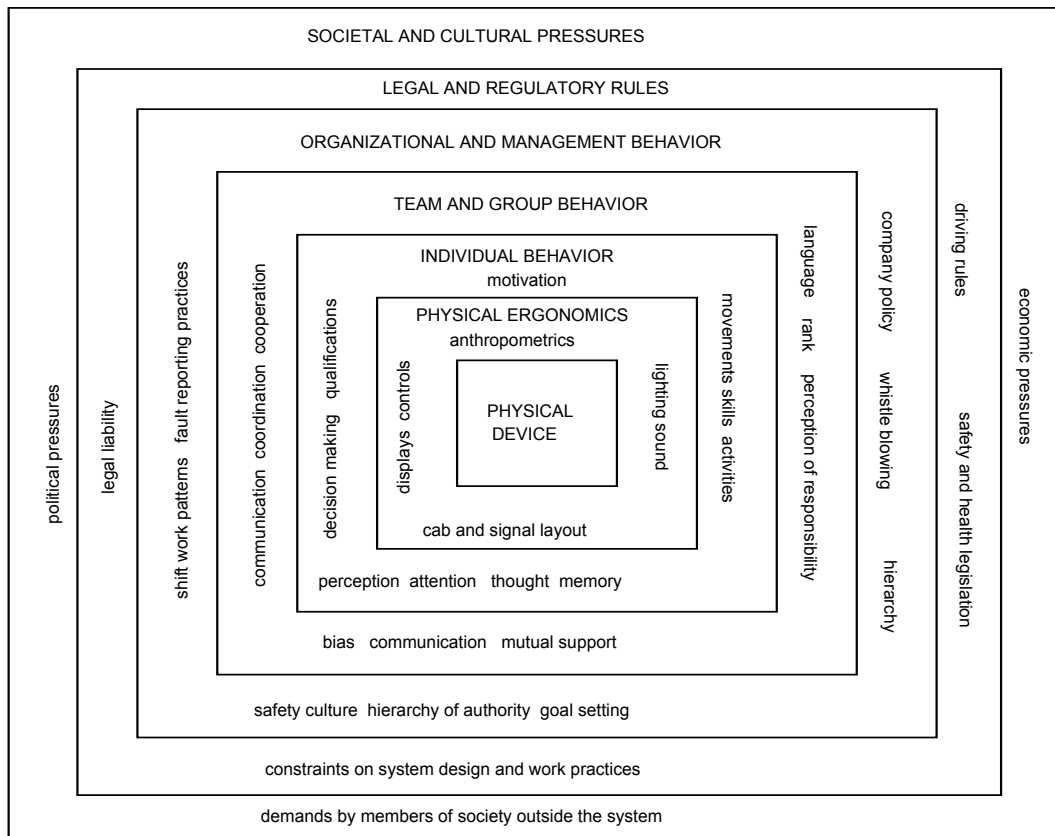 SOCIETAL AND CULTURAL PRESSURES
political pressures
economic pressures
demands by members of society outside the system
LEGAL AND REGULATORY RULES
legal liability
driving rules
safety and health legislation
constraints on system design and work practices
ORGANIZATIONAL AND MANAGEMENT BEHAVIOR
shift work patterns fault reporting practices
company policy
whistle blowing
hierarchy
safety culture hierarchy of authority goal setting
TEAM AND GROUP BEHAVIOR
communication coordination cooperation
language rank perception of responsibility
bias communication mutual support
INDIVIDUAL BEHAVIOR
motivation
decision making qualifications
movements skills activities
perception attention thought memory
PHYSICAL ERGONOMICS
anthropometrics
displays controls
lighting sound
cab and signal layout
PHYSICAL
DEVICE